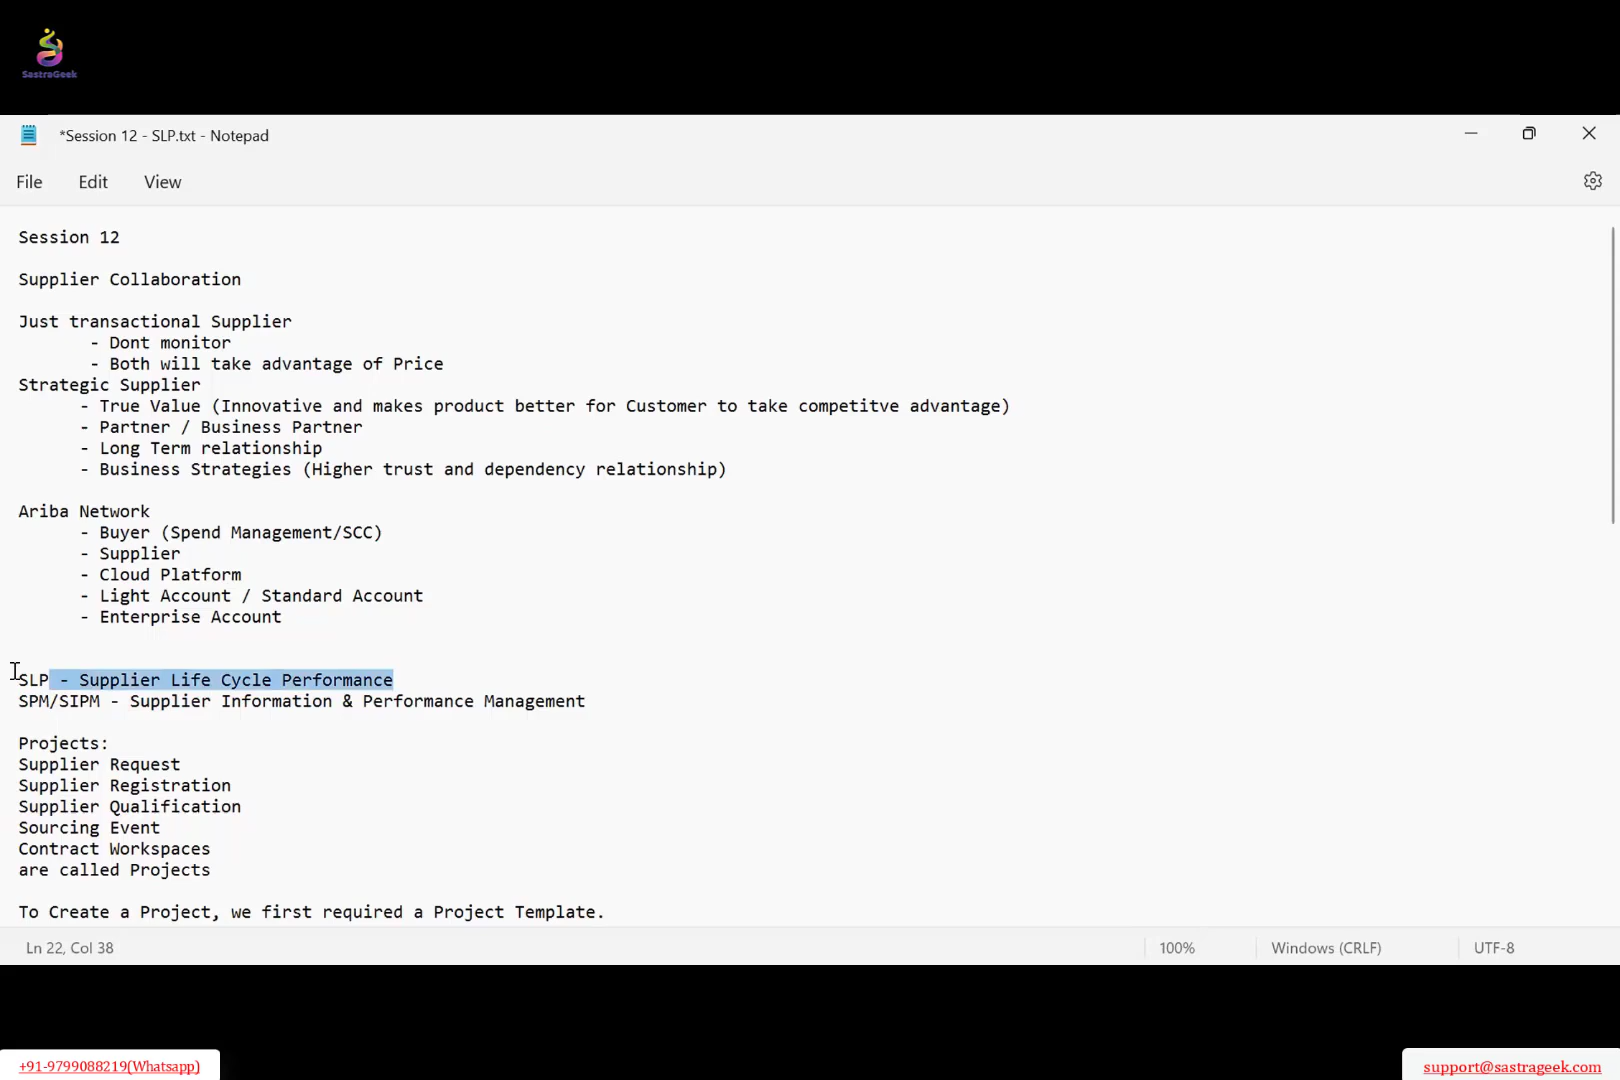 SastraGeek
*Session 12 - SLP.txt - Notepad
File Edit View
Session 12
Supplier Collaboration
Just transactional Supplier
- Dont monitor
- Both will take advantage of Price
Strategic Supplier
- True Value (Innovative and makes product better for Customer to take competitve advantage)
- Partner / Business Partner
- Long Term relationship
- Business Strategies (Higher trust and dependency relationship)
Ariba Network
- Buyer (Spend Management/SCC)
- Supplier
- Cloud Platform
- Light Account / Standard Account
- Enterprise Account
SLP - Supplier Life Cycle Performance
SPM/SIPM - Supplier Information & Performance Management
Projects:
Supplier Request
Supplier Registration
Supplier Qualification
Sourcing Event
Contract Workspaces
are called Projects
To Create a Project, we first required a Project Template.
Ln 22, Col 38 100% Windows (CRLF) UTF-8
+91-9799088219(Whatsapp) support@sastrageek.com